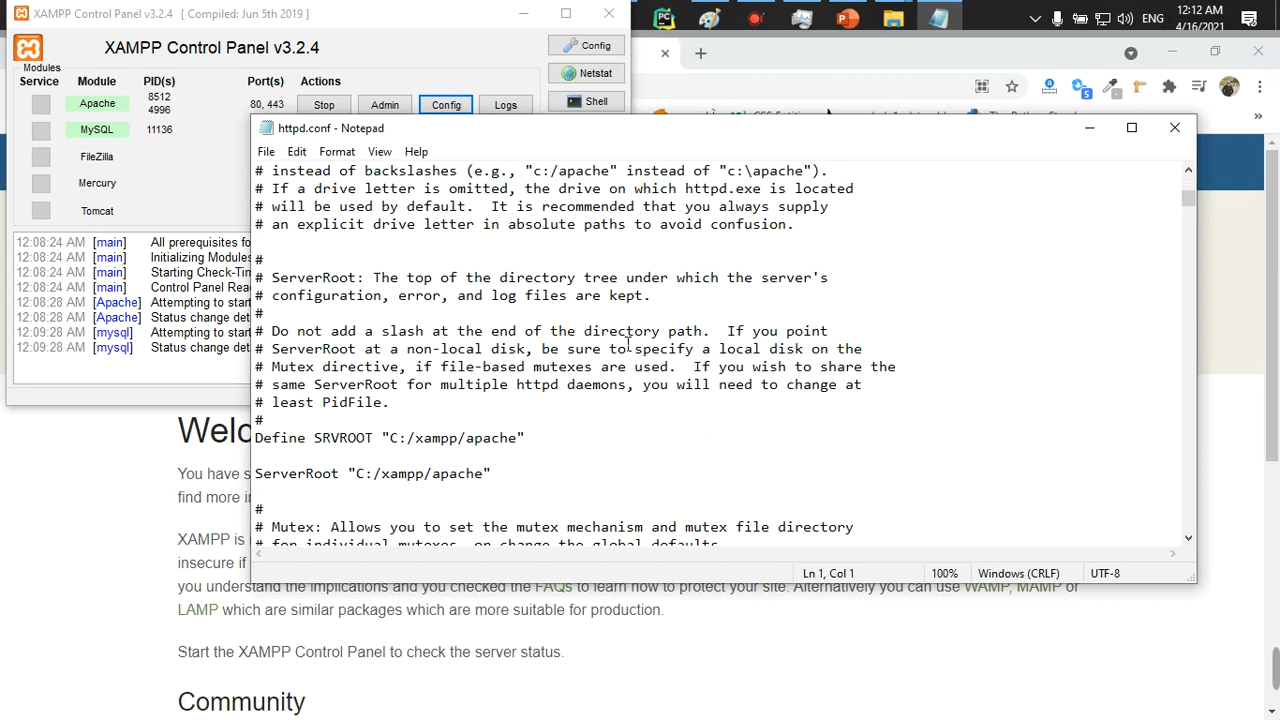 XAMPP Control Panel v3.2.4 [ Compiled: Jun 5th 2019 ]
12:12 AM
ENG
4/16/2021
XAMPP Control Panel v3.2.4
Config
Modules
Service Module PID(s) Port(s) Actions
Netstat
Apache 8512
4996 80, 443 Stop Admin Config Logs
Shell
MySQL 11136
FileZilla
Mercury
Tomcat
12:08:24 AM [main] All prerequisites fo
12:08:24 AM [main] Initializing Modules
12:08:24 AM [main] Starting Check-Tim
12:08:24 AM [main] Control Panel Rea
12:08:28 AM [Apache] Attempting to start
12:08:28 AM [Apache] Status change det
12:09:28 AM [mysql] Attempting to start
12:09:28 AM [mysql] Status change det
httpd.conf - Notepad
File Edit Format View Help
# instead of backslashes (e.g., "c:/apache" instead of "c:\apache").
# If a drive letter is omitted, the drive on which httpd.exe is located
# will be used by default.  It is recommended that you always supply
# an explicit drive letter in absolute paths to avoid confusion.
#
# ServerRoot: The top of the directory tree under which the server's
# configuration, error, and log files are kept.
#
# Do not add a slash at the end of the directory path.  If you point
# ServerRoot at a non-local disk, be sure to specify a local disk on the
# Mutex directive, if file-based mutexes are used.  If you wish to share the
# same ServerRoot for multiple httpd daemons, you will need to change at
# least PidFile.
#
Define SRVROOT "C:/xampp/apache"
ServerRoot "C:/xampp/apache"
#
# Mutex: Allows you to set the mutex mechanism and mutex file directory
# for individual mutexes, or change the global defaults
Ln 1, Col 1 100% Windows (CRLF) UTF-8
Welc
You have s
find more i
XAMPP is
insecure if
you understand the implications and you checked the FAQs to learn how to protect your site. Alternatively you can use WAMP, MAMP or
LAMP which are similar packages which are more suitable for production.
Start the XAMPP Control Panel to check the server status.
Community